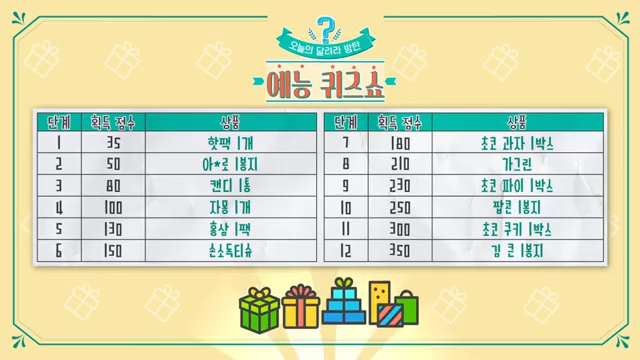 ?
오늘의 달려라 방탄
예능 퀴즈쇼
단계 획득 점수 상품
1 35 핫팩 1개
2 50 아*로 1봉지
3 80 캔디 1통
4 100 자몽 1개
5 130 홍삼 1팩
6 150 손소독티슈
단계 획득 점수 상품
7 180 초코 과자 1박스
8 210 가그린
9 230 초코 파이 1박스
10 250 팝콘 1봉지
11 300 초코 쿠키 1박스
12 350 김 큰 1봉지